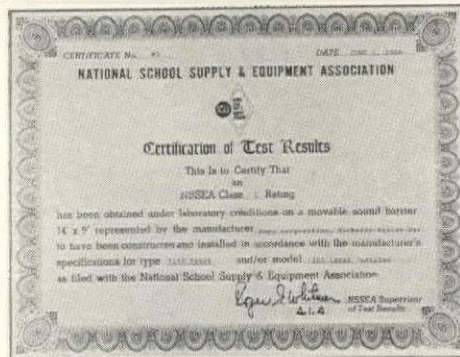 CERTIFICATE No.
DATE
NATIONAL SCHOOL SUPPLY & EQUIPMENT ASSOCIATION
Certification of Test Results
This Is to Certify That
an
NSSEA Class Rating
has been obtained under laboratory conditions on a movable sound barrier
14' x 9' represented by the manufacturer
to have been constructed and installed in accordance with the manufacturer's
specifications for type and/or model
as filed with the National School Supply & Equipment Association
NSSEA Supervisor
A.I.A of Test Results